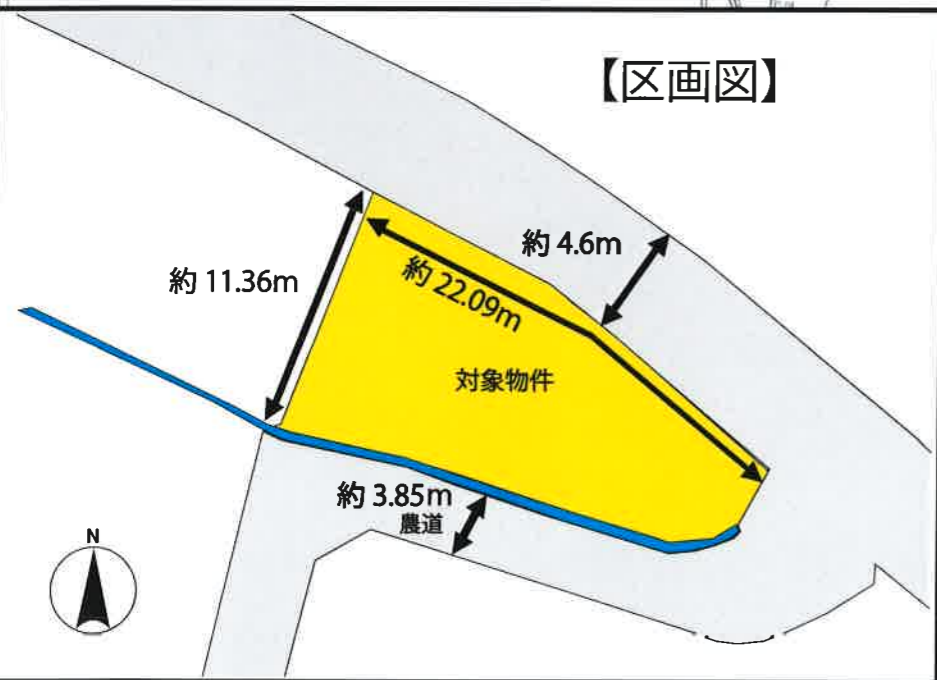 【区画図】
約 4.6m
約 11.36m
約 22.09m
対象物件
約 3.85m
農道
N